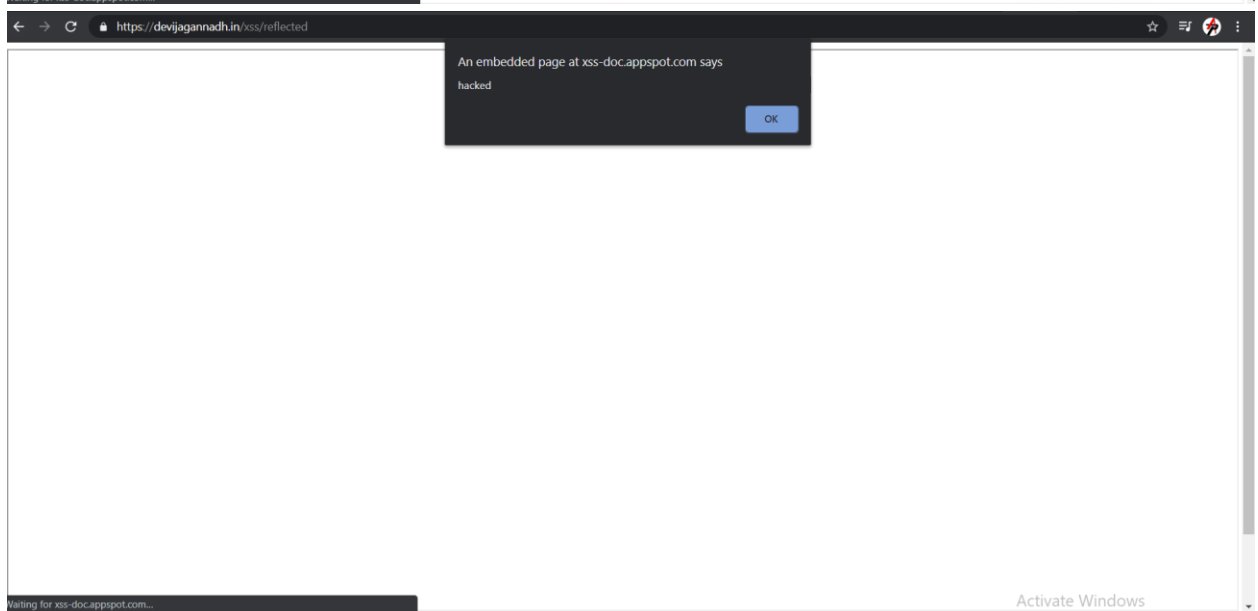 https://devijagannadh.in/xss/reflected
An embedded page at xss-doc.appspot.com says
hacked
OK
Waiting for xss-doc.appspot.com...
Activate Windows